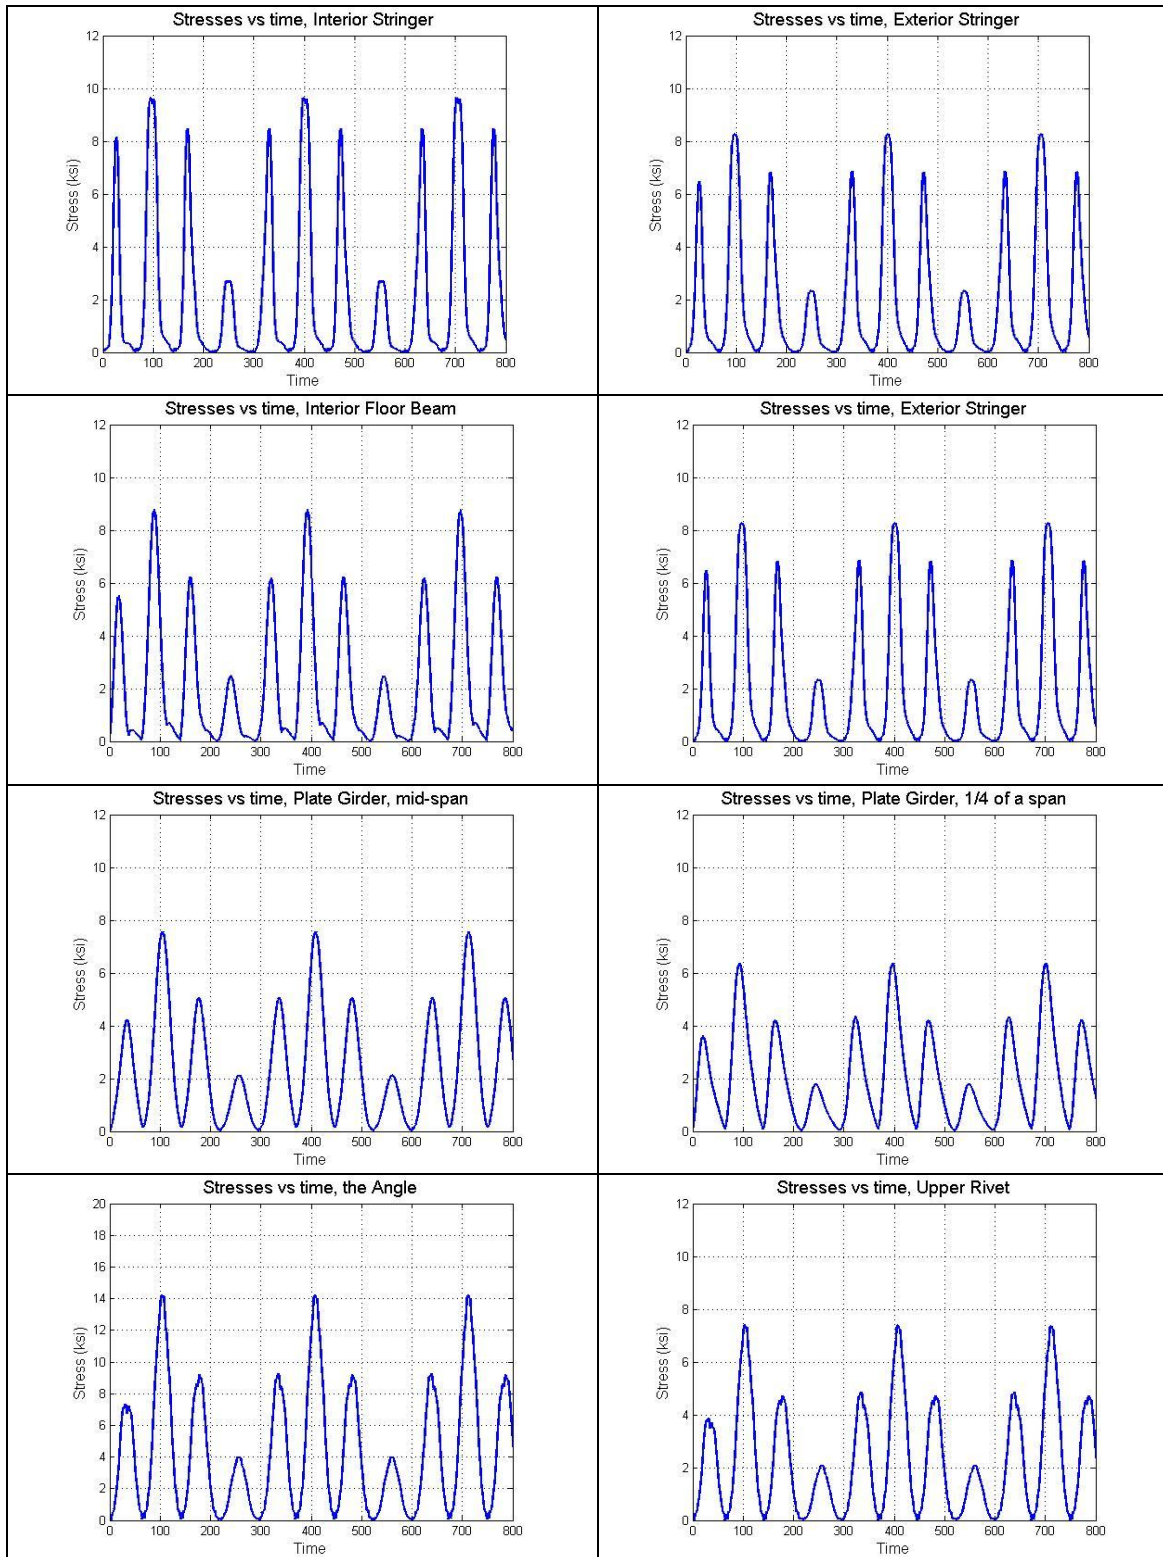 Stresses vs time, Interior Stringer
12
10
8
6
4
2
0
Stress (ksi)
0 100 200 300 400 500 600 700 800
Time
Stresses vs time, Exterior Stringer
12
10
8
6
4
2
0
Stress (ksi)
0 100 200 300 400 500 600 700 800
Time
Stresses vs time, Interior Floor Beam
12
10
8
6
4
2
0
Stress (ksi)
0 100 200 300 400 500 600 700 800
Time
Stresses vs time, Exterior Stringer
12
10
8
6
4
2
0
Stress (ksi)
0 100 200 300 400 500 600 700 800
Time
Stresses vs time, Plate Girder, mid-span
12
10
8
6
4
2
0
Stress (ksi)
0 100 200 300 400 500 600 700 800
Time
Stresses vs time, Plate Girder, 1/4 of a span
12
10
8
6
4
2
0
Stress (ksi)
0 100 200 300 400 500 600 700 800
Time
Stresses vs time, the Angle
20
18
16
14
12
10
8
6
4
2
0
Stress (ksi)
0 100 200 300 400 500 600 700 800
Time
Stresses vs time, Upper Rivet
12
10
8
6
4
2
0
Stress (ksi)
0 100 200 300 400 500 600 700 800
Time